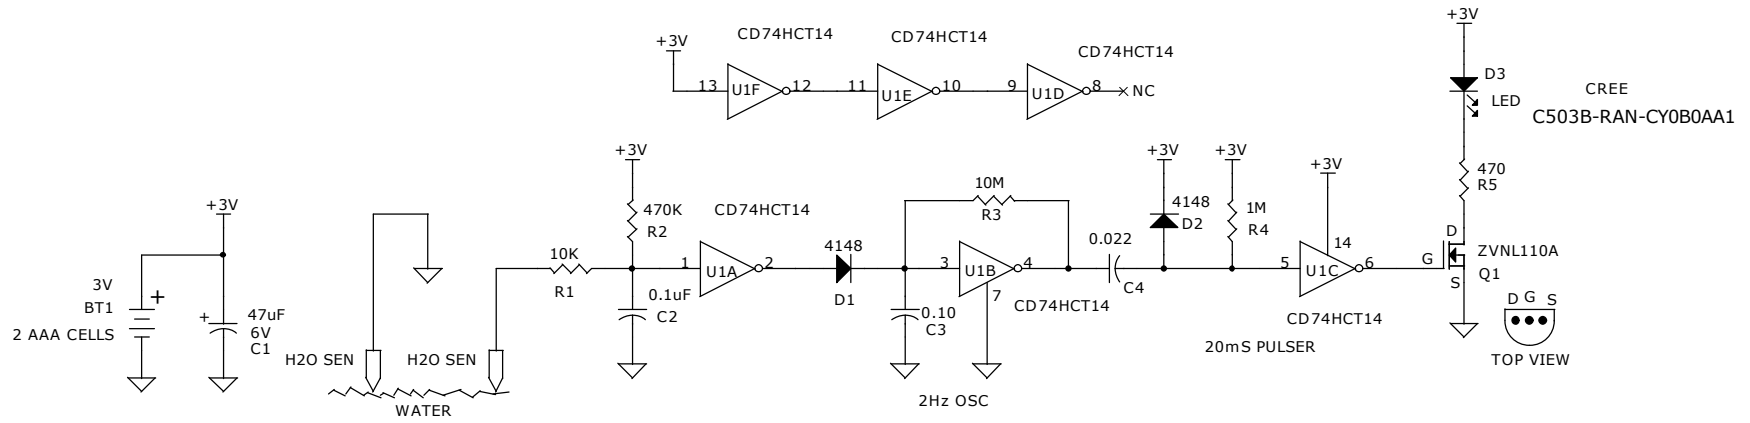 +3V
CD74HCT14
CD74HCT14
CD74HCT14
13 U1F 12
11 U1E 10
9 U1D 8
NC
+3V
D3
LED
CREE
C503B-RAN-CY0B0AA1
470
R5
+3V
3V
BT1
2 AAA CELLS
+
+
47uF
6V
C1
H2O SEN
H2O SEN
WATER
10K
R1
+3V
470K
R2
0.1uF
C2
CD74HCT14
1 U1A 2
4148
D1
10M
R3
3 U1B 4
7
CD74HCT14
0.10
C3
2Hz OSC
0.022
C4
+3V
4148
D2
+3V
1M
R4
+3V
14
5 U1C 6
CD74HCT14
20mS PULSER
D
G
S
ZVNL110A
Q1
D G S
TOP VIEW